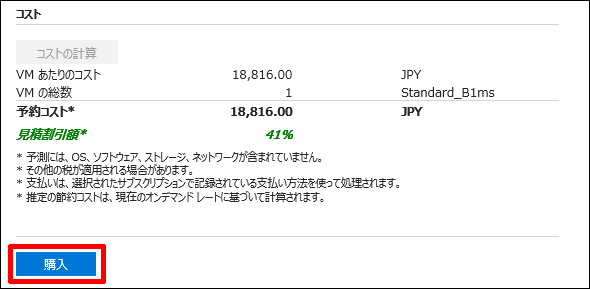 コスト
コストの計算
VM あたりのコスト 18,816.00 JPY
VM の総数 1 Standard_B1ms
予約コスト* 18,816.00 JPY
見積割引額* 41%
* 予測には、OS、ソフトウェア、ストレージ、ネットワークが含まれていません。
* その他の税が適用される場合があります。
* 支払いは、選択されたサブスクリプションで記録されている支払い方法を使って処理されます。
* 推定の節約コストは、現在のオンデマンド レートに基づいて計算されます。
購入